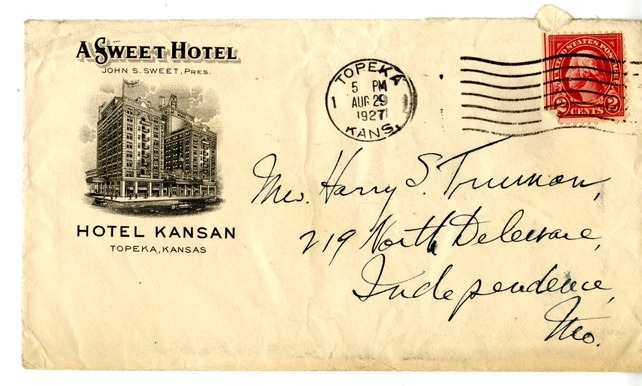 A SWEET HOTEL
JOHN S. SWEET, PRES.
HOTEL KANSAN
TOPEKA, KANSAS
TOPEKA
5 PM
1 AUG 29
1927
KANS.
UNITED STATES POSTAGE
2 CENTS 2
Mrs. Harry S. Truman,
219 North Delaware,
Independence,
Mo.